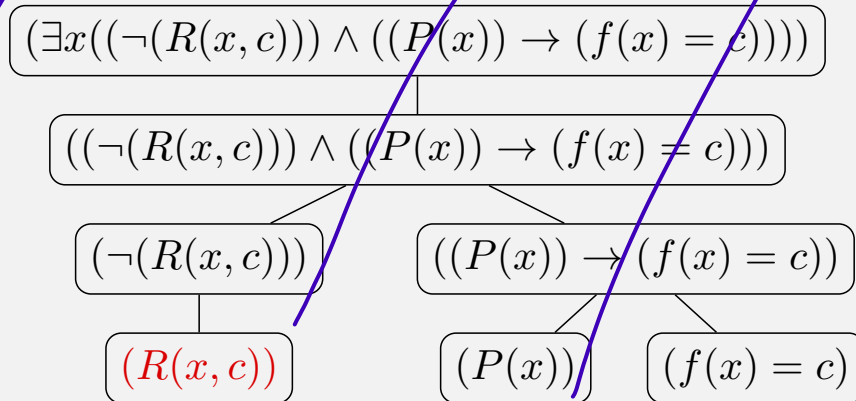 (∃x((¬(R(x, c))) ∧ ((P(x)) → (f(x) = c))))
((¬(R(x, c))) ∧ ((P(x)) → (f(x) = c)))
(¬(R(x, c))) ((P(x)) → (f(x) = c))
(R(x, c)) (P(x)) (f(x) = c)